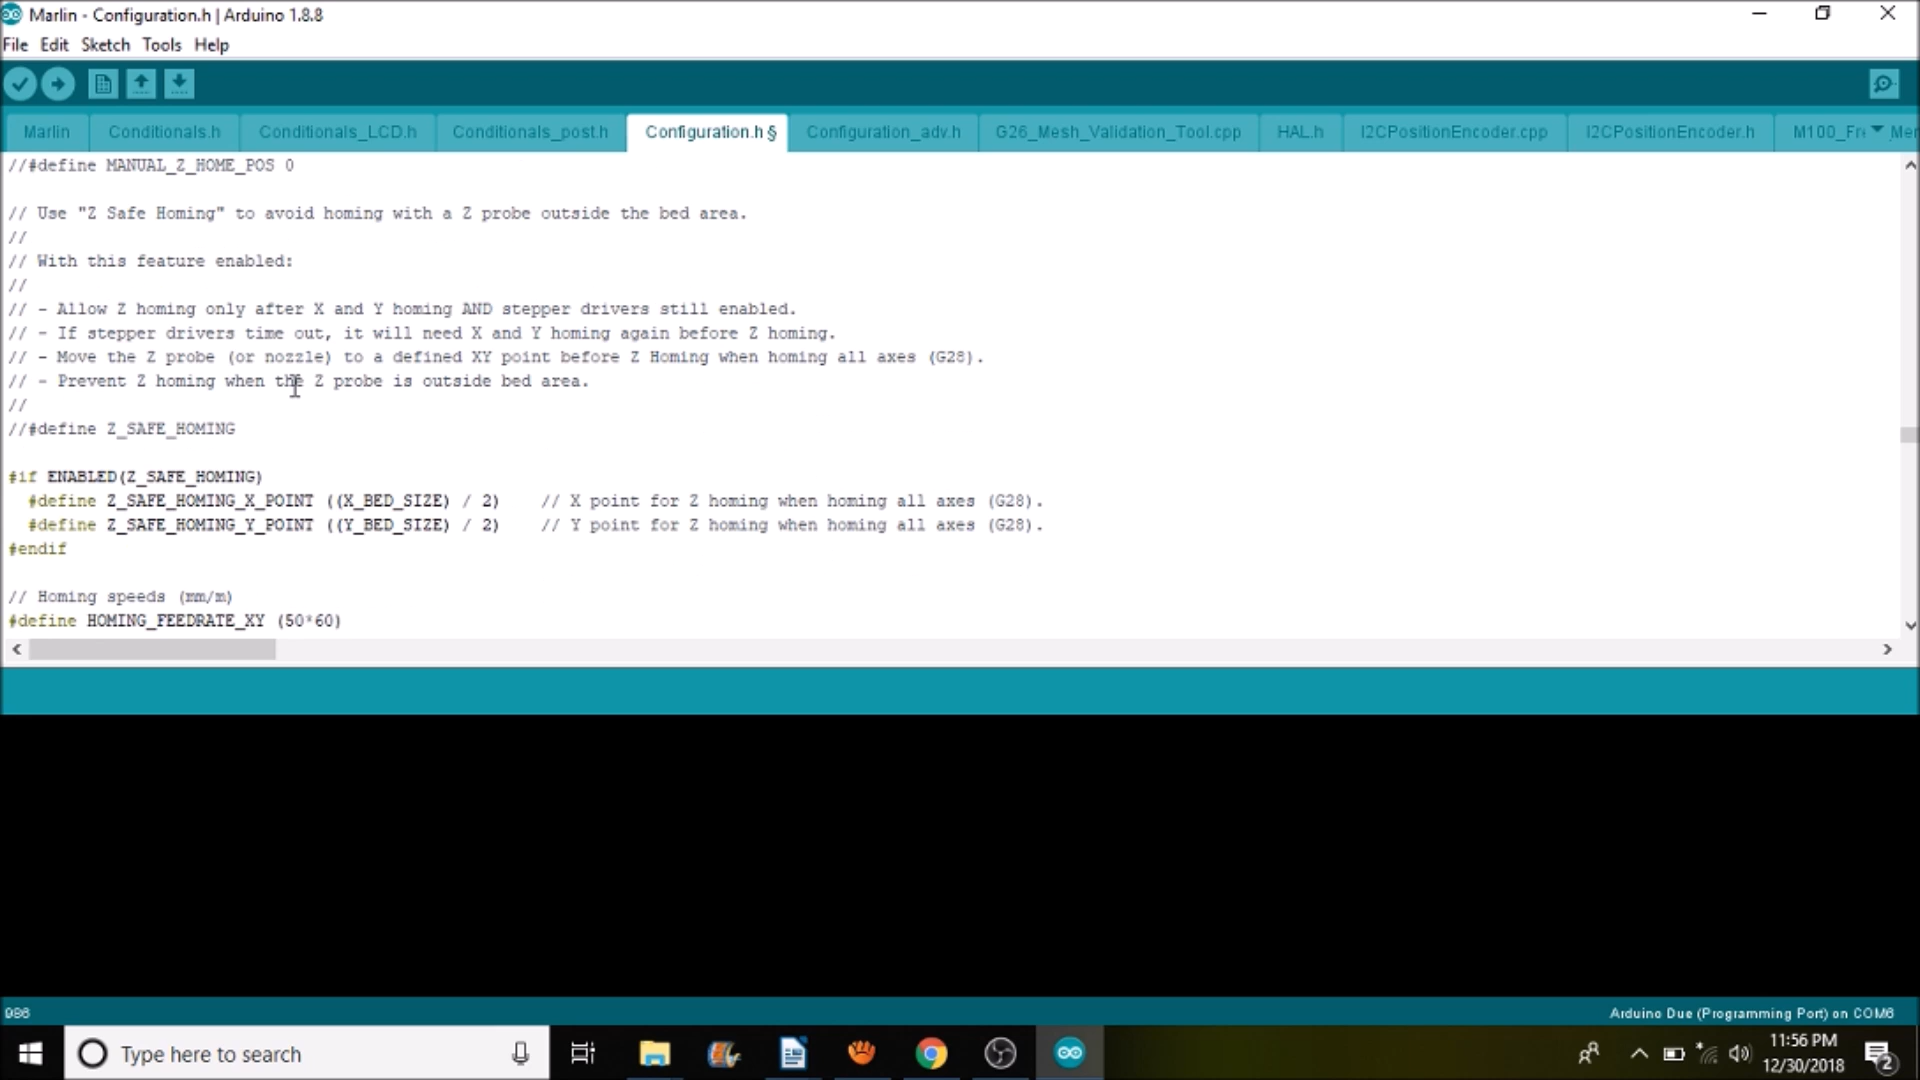 Marlin - Configuration.h | Arduino 1.8.8
File Edit Sketch Tools Help
Marlin Conditionals.h Conditionals_LCD.h Conditionals_post.h Configuration.h § Configuration_adv.h G26_Mesh_Validation_Tool.cpp HAL.h I2CPositionEncoder.cpp I2CPositionEncoder.h M100_Fre Mer
//#define MANUAL_Z_HOME_POS 0
// Use "Z Safe Homing" to avoid homing with a Z probe outside the bed area.
//
// With this feature enabled:
//
// - Allow Z homing only after X and Y homing AND stepper drivers still enabled.
// - If stepper drivers time out, it will need X and Y homing again before Z homing.
// - Move the Z probe (or nozzle) to a defined XY point before Z Homing when homing all axes (G28).
// - Prevent Z homing when the Z probe is outside bed area.
//
//#define Z_SAFE_HOMING
#if ENABLED(Z_SAFE_HOMING)
#define Z_SAFE_HOMING_X_POINT ((X_BED_SIZE) / 2) // X point for Z homing when homing all axes (G28).
#define Z_SAFE_HOMING_Y_POINT ((Y_BED_SIZE) / 2) // Y point for Z homing when homing all axes (G28).
#endif
// Homing speeds (mm/m)
#define HOMING_FEEDRATE_XY (50*60)
986 Arduino Due (Programming Port) on COM6
Type here to search
11:56 PM
12/30/2018
2